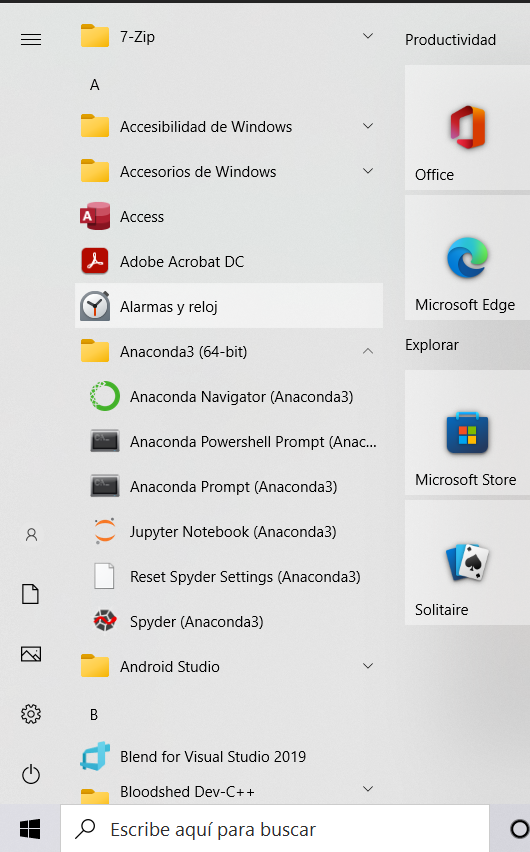 7-Zip
A
Accesibilidad de Windows
Accesorios de Windows
Access
Adobe Acrobat DC
Alarmas y reloj
Anaconda3 (64-bit)
Anaconda Navigator (Anaconda3)
Anaconda Powershell Prompt (Anac...
Anaconda Prompt (Anaconda3)
Jupyter Notebook (Anaconda3)
Reset Spyder Settings (Anaconda3)
Spyder (Anaconda3)
Android Studio
B
Blend for Visual Studio 2019
Bloodshed Dev-C++
Productividad
Office
Microsoft Edge
Explorar
Microsoft Store
Solitaire
Escribe aquí para buscar